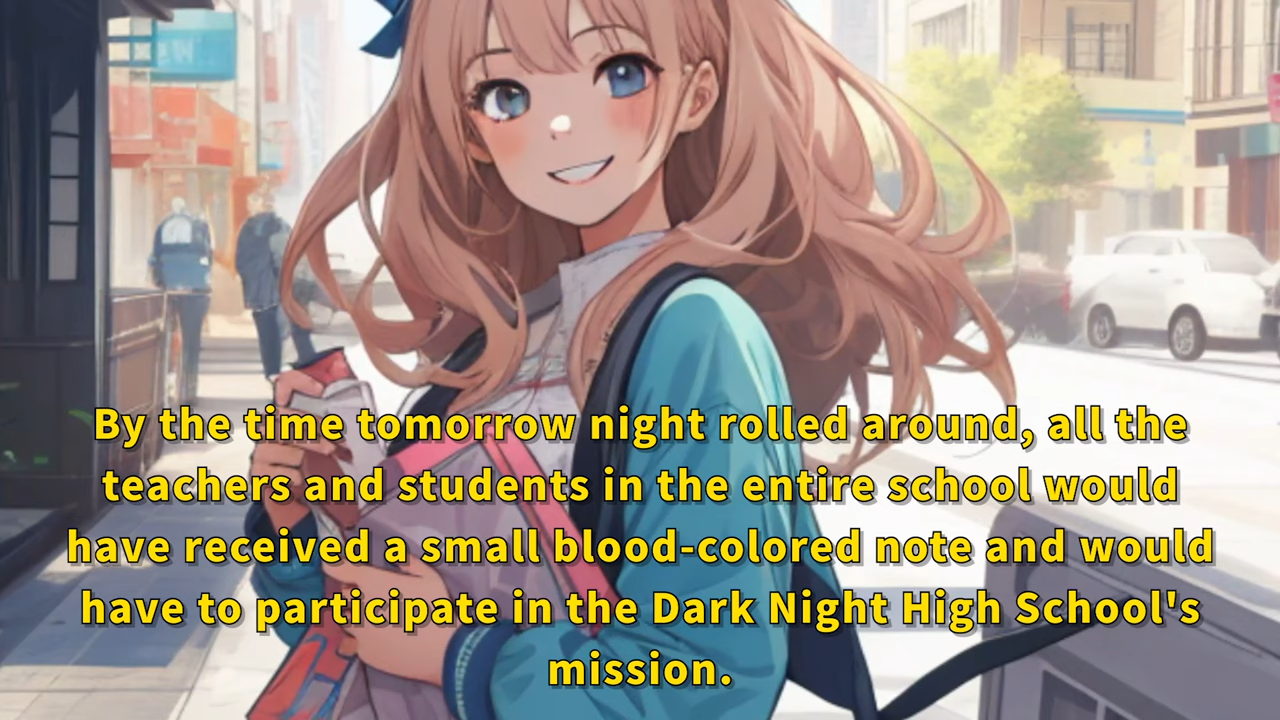 By the time tomorrow night rolled around, all the
teachers and students in the entire school would
have received a small blood-colored note and would
have to participate in the Dark Night High School's
mission.